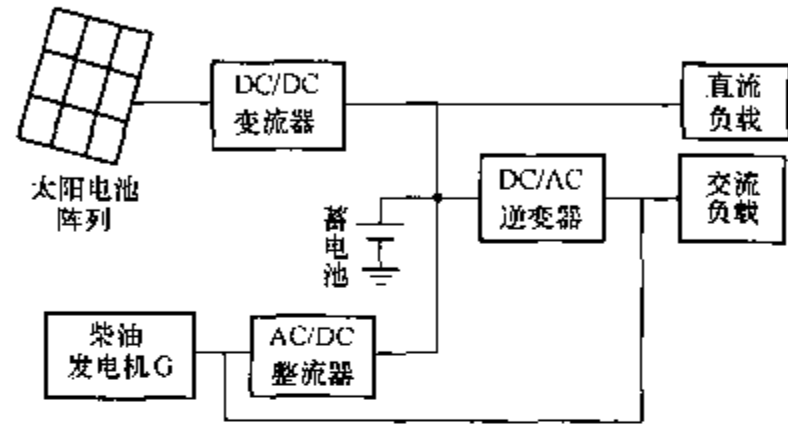 DC/DC
变流器
直流
负载
太阳电池
阵列
DC/AC
逆变器
交流
负载
蓄
电
池
柴油
发电机G
AC/DC
整流器